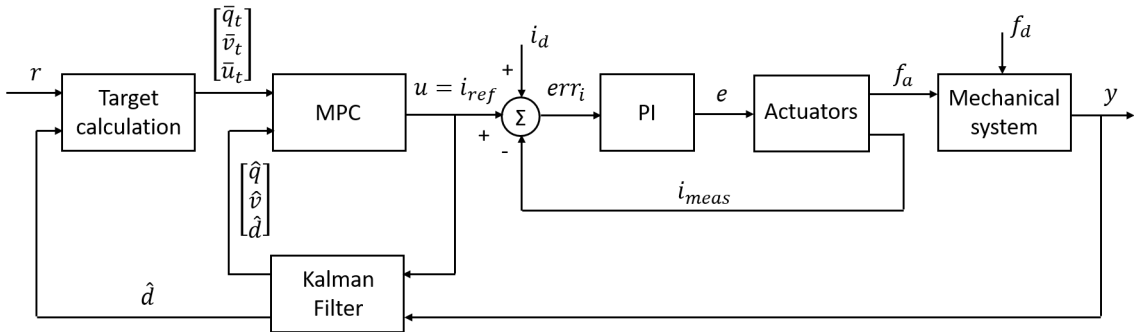 r
Target
calculation
[q̄_t
v̄_t
ū_t]
MPC
u = i_ref
i_d
+
+
-
Σ
err_i
PI
e
Actuators
f_a
f_d
Mechanical
system
y
i_meas
[q̂
v̂
d̂]
Kalman
Filter
d̂